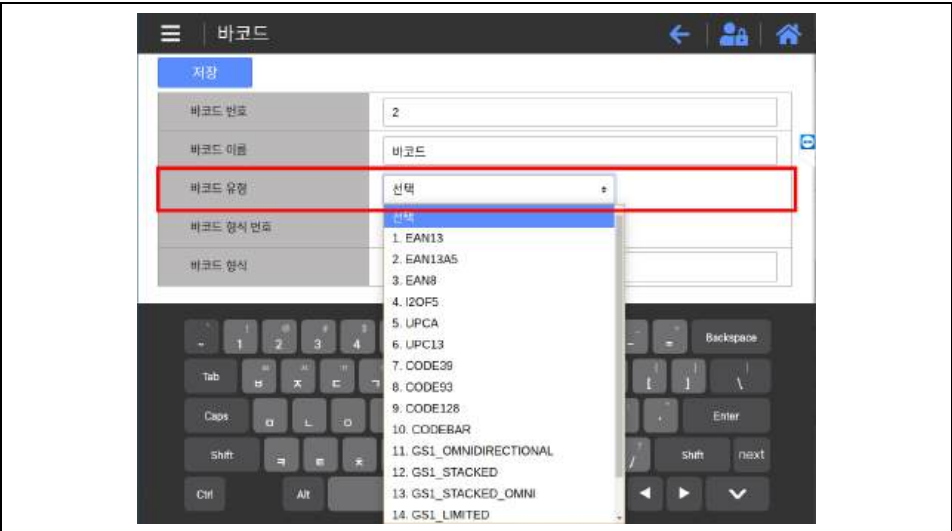 바코드
저장
바코드 번호
2
바코드 이름
바코드
바코드 유형
선택
선택
바코드 형식 번호
바코드 형식
1. EAN13
2. EAN13A5
3. EAN8
4. I2OF5
5. UPCA
6. UPC13
7. CODE39
8. CODE93
9. CODE128
10. CODEBAR
11. GS1_OMNIDIRECTIONAL
12. GS1_STACKED
13. GS1_STACKED_OMNI
14. GS1_LIMITED
1 2 3 4 - = Backspace
Tab ㅂ ㅈ ㄷ ㄱ [ ] \
Caps ㅁ ㄴ ㅇ Enter
Shift ㅋ ㅌ ㅊ / Shift next
Ctrl Alt